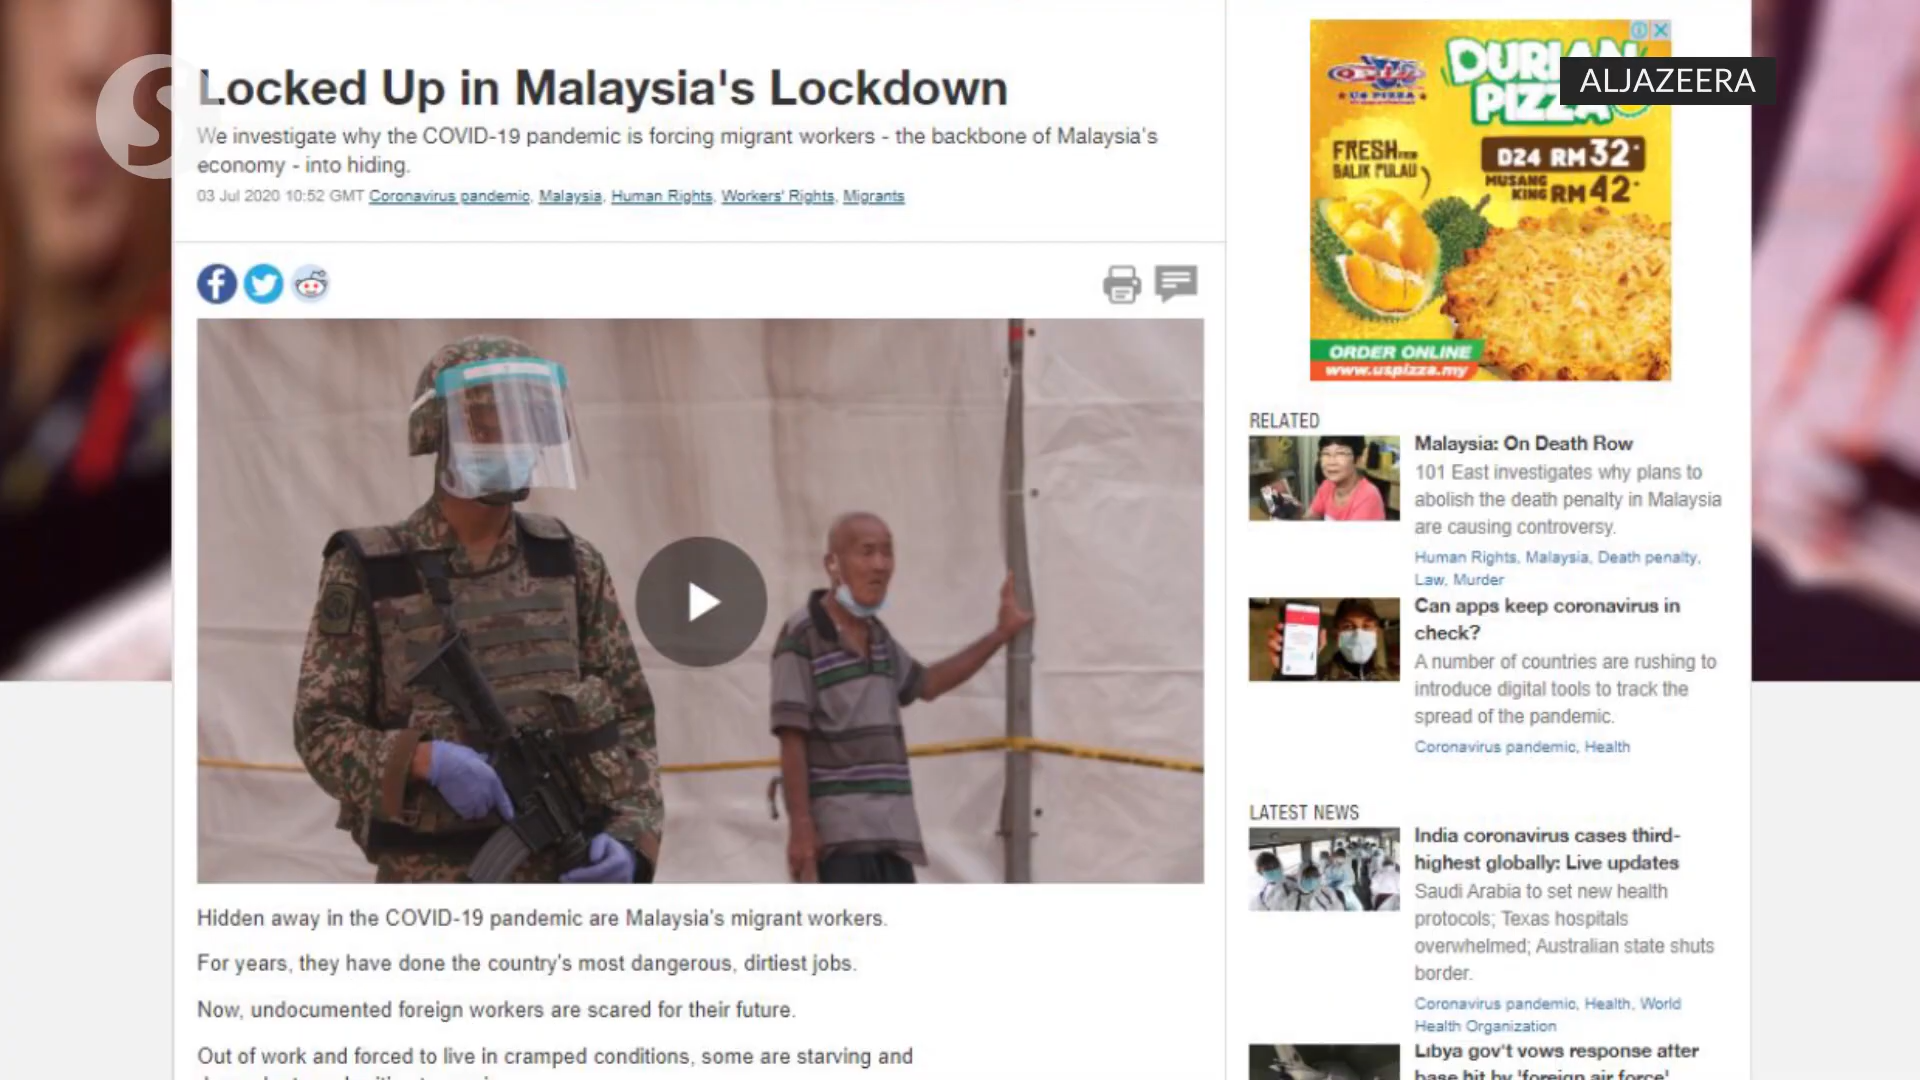 S
Locked Up in Malaysia's Lockdown
We investigate why the COVID-19 pandemic is forcing migrant workers - the backbone of Malaysia's
economy - into hiding.
03 Jul 2020 10:52 GMT Coronavirus pandemic, Malaysia, Human Rights, Workers' Rights, Migrants
Hidden away in the COVID-19 pandemic are Malaysia's migrant workers.
For years, they have done the country's most dangerous, dirtiest jobs.
Now, undocumented foreign workers are scared for their future.
Out of work and forced to live in cramped conditions, some are starving and
ALJAZEERA
US PIZZA
PIZZA
FRESH
BALIK PULAU
D24 RM32
MUSANG
KING RM42
ORDER ONLINE
www.uspizza.my
RELATED
Malaysia: On Death Row
101 East investigates why plans to
abolish the death penalty in Malaysia
are causing controversy.
Human Rights, Malaysia, Death penalty,
Law, Murder
Can apps keep coronavirus in
check?
A number of countries are rushing to
introduce digital tools to track the
spread of the pandemic.
Coronavirus pandemic, Health
LATEST NEWS
India coronavirus cases third-
highest globally: Live updates
Saudi Arabia to set new health
protocols; Texas hospitals
overwhelmed; Australian state shuts
border.
Coronavirus pandemic, Health, World
Health Organization
Libya gov't vows response after
base hit by 'foreign air force'